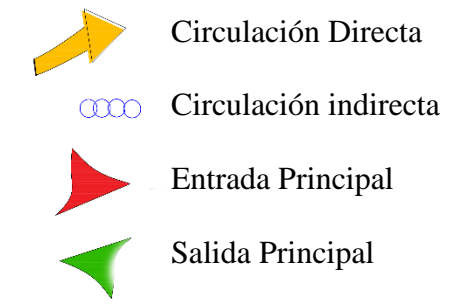 Circulación Directa
Circulación indirecta
Entrada Principal
Salida Principal